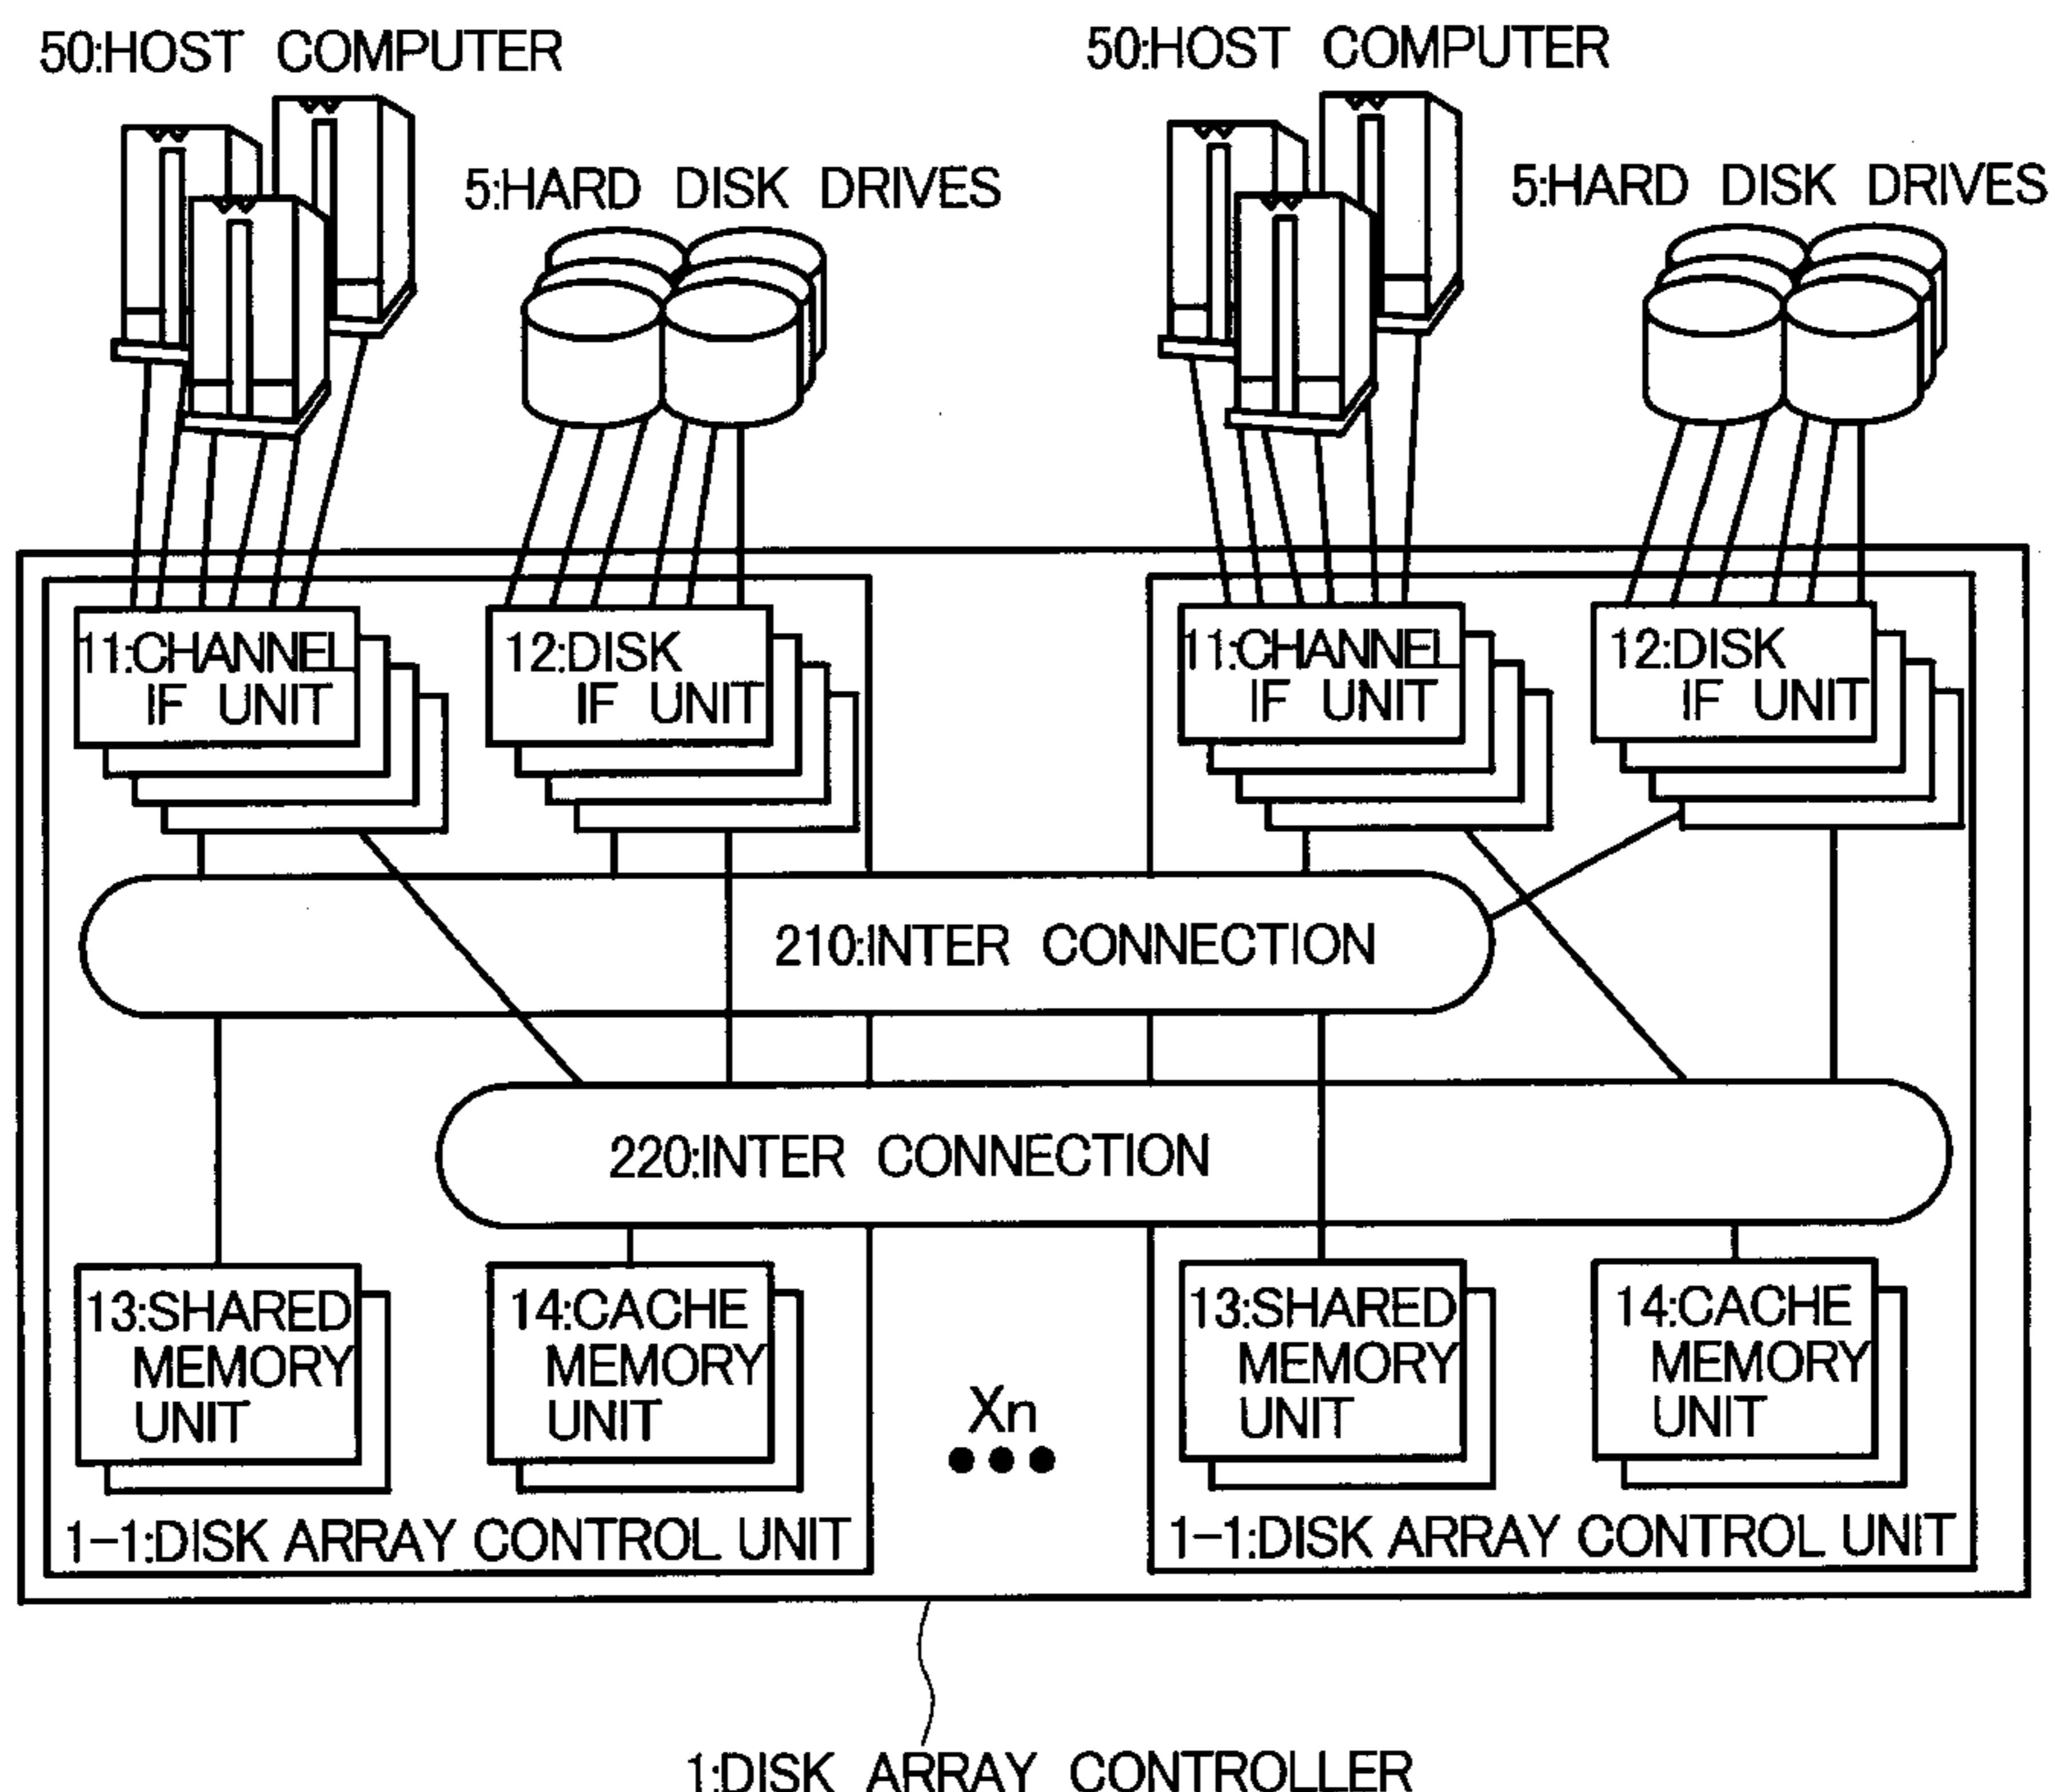 50:HOST COMPUTER
50:HOST COMPUTER
5:HARD DISK DRIVES
5:HARD DISK DRIVES
11:CHANNEL
IF UNIT
12:DISK
IF UNIT
11:CHANNEL
IF UNIT
12:DISK
IF UNIT
210:INTER CONNECTION
220:INTER CONNECTION
13:SHARED
MEMORY
UNIT
14:CACHE
MEMORY
UNIT
Xn
●●●
13:SHARED
MEMORY
UNIT
14:CACHE
MEMORY
UNIT
1-1:DISK ARRAY CONTROL UNIT
1-1:DISK ARRAY CONTROL UNIT
1:DISK ARRAY CONTROLLER